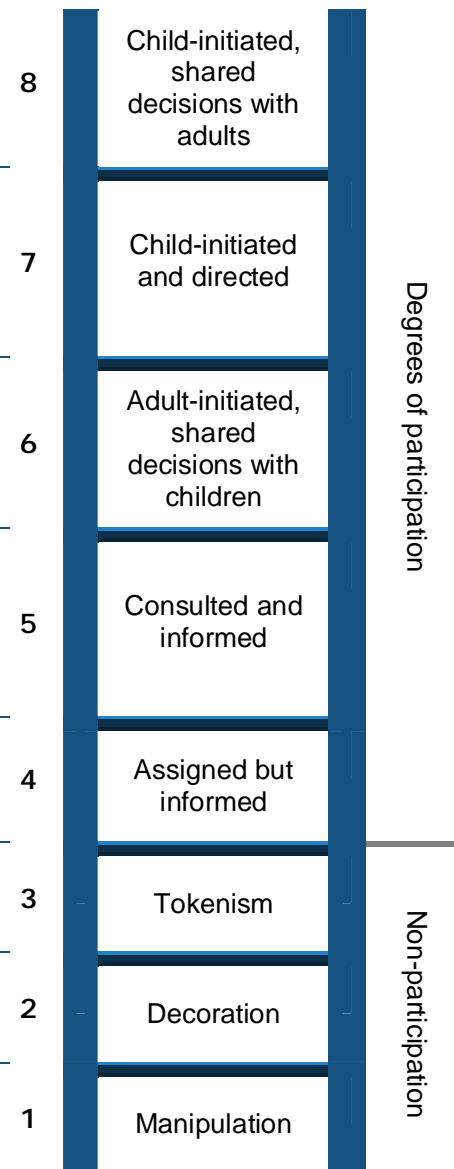 8
Child-initiated,
shared
decisions with
adults
7
Child-initiated
and directed
6
Adult-initiated,
shared
decisions with
children
5
Consulted and
informed
4
Assigned but
informed
Degrees of participation
3
Tokenism
2
Decoration
1
Manipulation
Non-participation